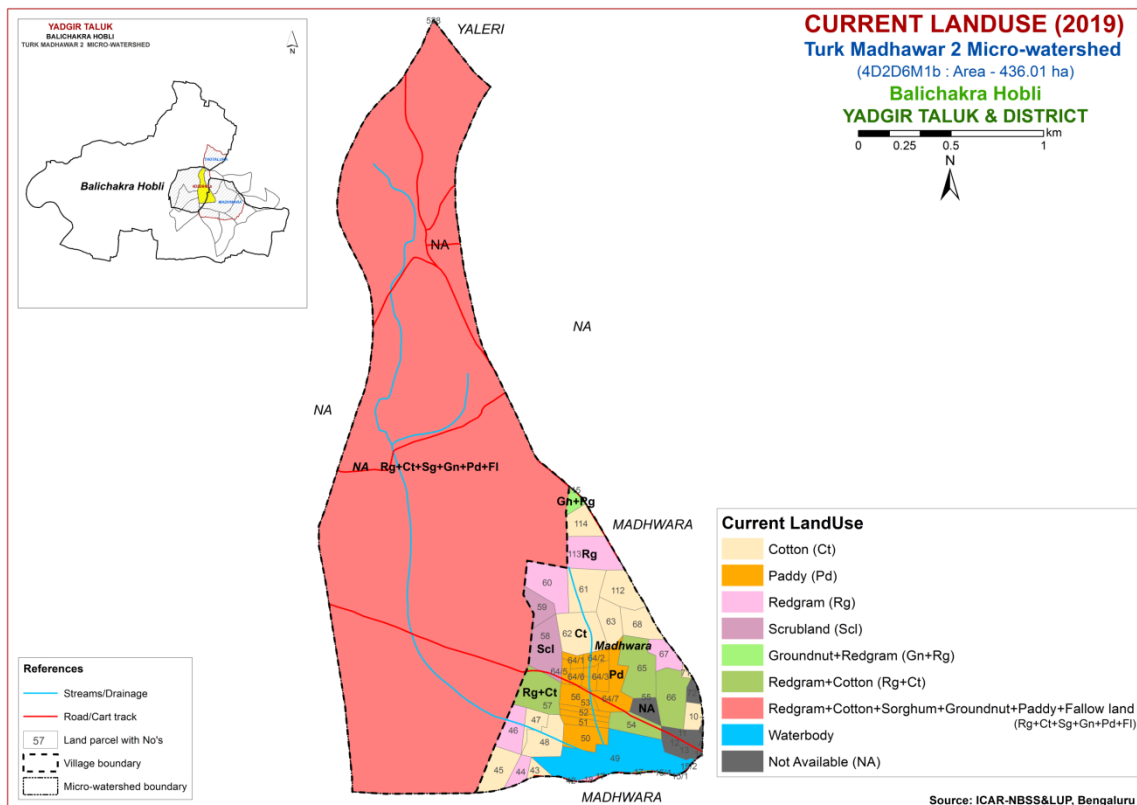 YADGIR TALUK
BALICHAKRA HOBLI
TURK MADHAWAR 2 MICRO-WATERSHED
N
Balichakra Hobli
CURRENT LANDUSE (2019)
Turk Madhawar 2 Micro-watershed
(4D2D6M1b : Area - 436.01 ha)
Balichakra Hobli
YADGIR TALUK & DISTRICT
km
0 0.25 0.5 1
N
YALERI
NA
NA
NA
NA Rg+Ct+Sg+Gn+Pd+Fl
Gn+Rg
114
MADHWARA
113 Rg
60
61
112
59
63
68
62 Ct
58
Madhwara
Scl
64/1 64/2
67
64/5
64/6 64/3 Pd
65
Rg+Ct
57
56
64/7
55
66
53
NA
52
51
54
10
46
47
48
50
49
45
44
43
MADHWARA
References
Streams/Drainage
Road/Cart track
57 Land parcel with No's
Village boundary
Micro-watershed boundary
Current LandUse
Cotton (Ct)
Paddy (Pd)
Redgram (Rg)
Scrubland (Scl)
Groundnut+Redgram (Gn+Rg)
Redgram+Cotton (Rg+Ct)
Redgram+Cotton+Sorghum+Groundnut+Paddy+Fallow land
(Rg+Ct+Sg+Gn+Pd+Fl)
Waterbody
Not Available (NA)
Source: ICAR-NBSS&LUP, Bengaluru